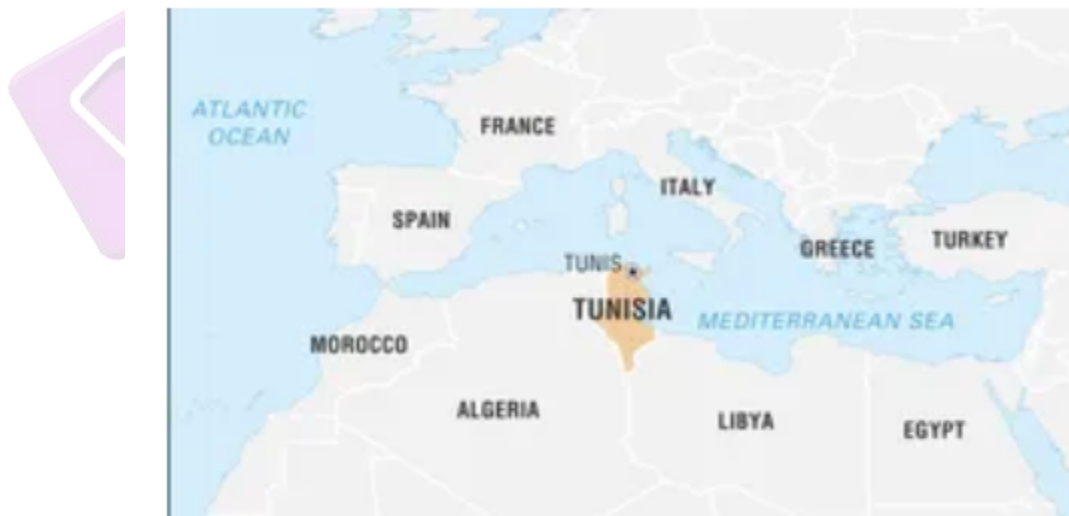 ATLANTIC
OCEAN
FRANCE
ITALY
SPAIN
GREECE
TURKEY
TUNIS
TUNISIA
MEDITERRANEAN SEA
MOROCCO
ALGERIA
LIBYA
EGYPT